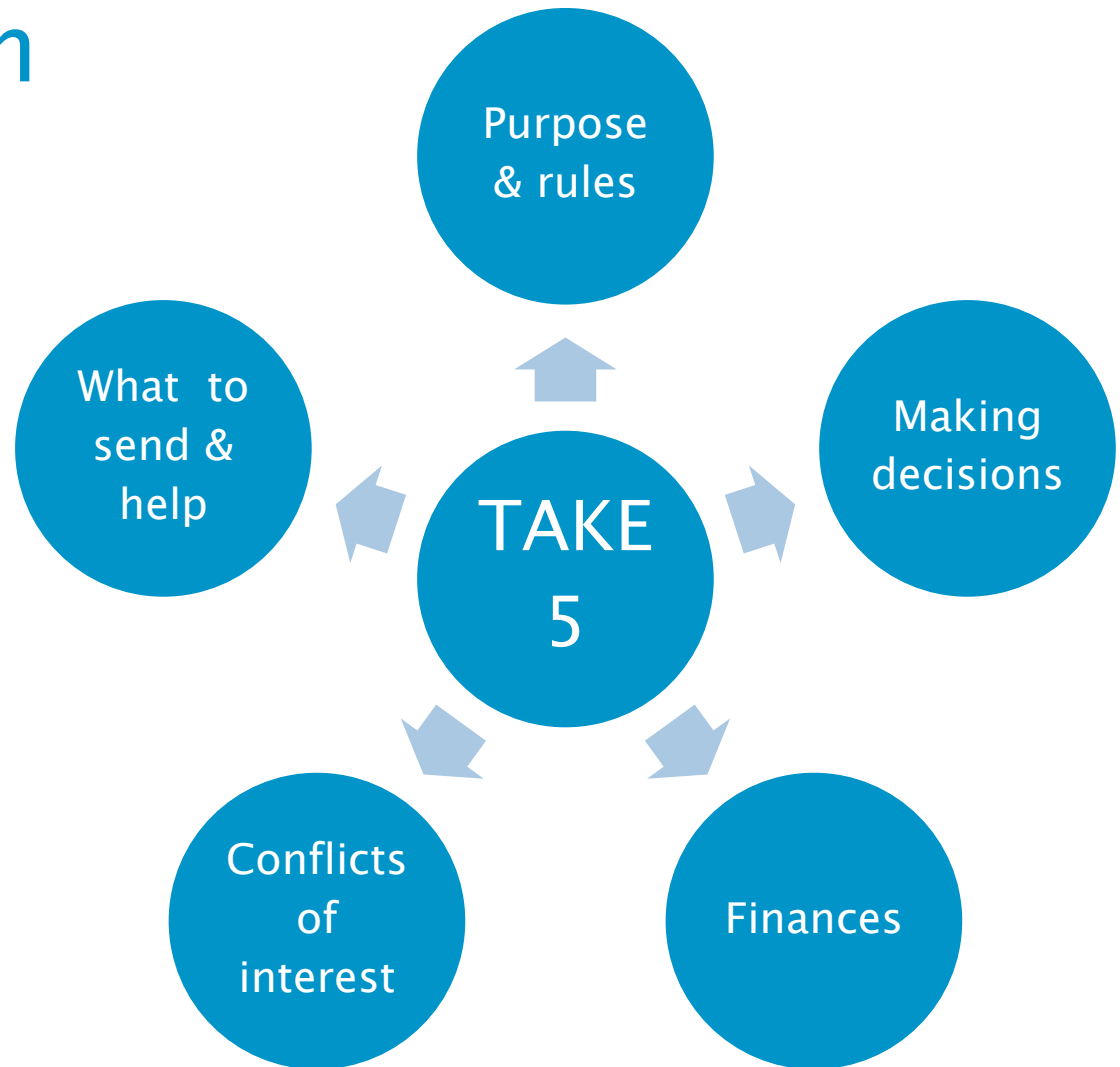 n
Purpose
& rules
What  to
send &
help
Making
decisions
TAKE
5
Conflicts
of
interest
Finances